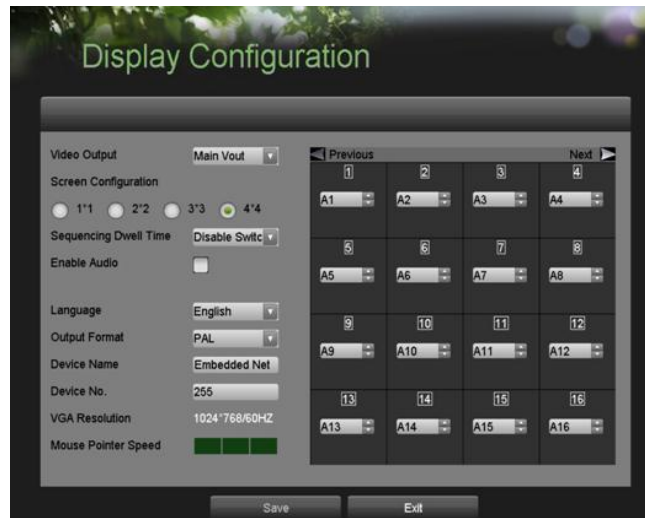 Display Configuration
Video Output Main Vout
Screen Configuration
1*1 2*2 3*3 4*4
Sequencing Dwell Time Disable Switc
Enable Audio
Language English
Output Format PAL
Device Name Embedded Net
Device No. 255
VGA Resolution 1024*768/60HZ
Mouse Pointer Speed
Previous Next
1 2 3 4
A1 A2 A3 A4
5 6 7 8
A5 A6 A7 A8
9 10 11 12
A9 A10 A11 A12
13 14 15 16
A13 A14 A15 A16
Save Exit